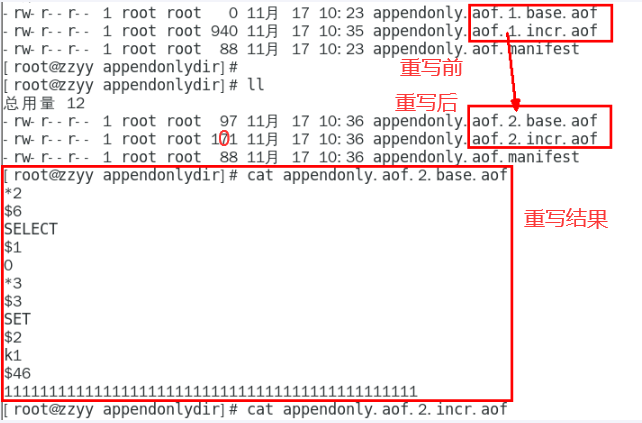 -rw-r--r-- 1 root root 0 11月 17 10:23 appendonly.aof.1.base.aof
-rw-r--r-- 1 root root 940 11月 17 10:35 appendonly.aof.1.incr.aof
-rw-r--r-- 1 root root 88 11月 17 10:23 appendonly.aof.manifest
[root@zzyy appendonlydir]#
重写前
[root@zzyy appendonlydir]# ll
总用量 12
重写后
-rw-r--r-- 1 root root 97 11月 17 10:36 appendonly.aof.2.base.aof
-rw-r--r-- 1 root root 11月 17 10:36 appendonly.aof.2.incr.aof
-rw-r--r-- 1 root root 88 11月 17 10:36 appendonly.aof.manifest
[root@zzyy appendonlydir]# cat appendonly.aof.2.base.aof
*2
$6
SELECT
重写结果
$1
0
*3
$3
SET
$2
k1
$46
1111111111111111111111111111111111111111111111
[root@zzyy appendonlydir]# cat appendonly.aof.2.incr.aof